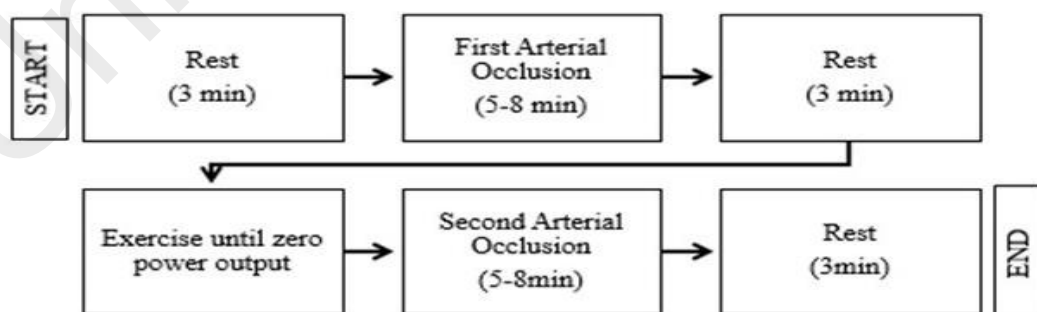 START
Rest
(3 min)
First Arterial
Occlusion
(5-8 min)
Rest
(3 min)
Exercise until zero
power output
Second Arterial
Occlusion
(5-8min)
Rest
(3min)
END